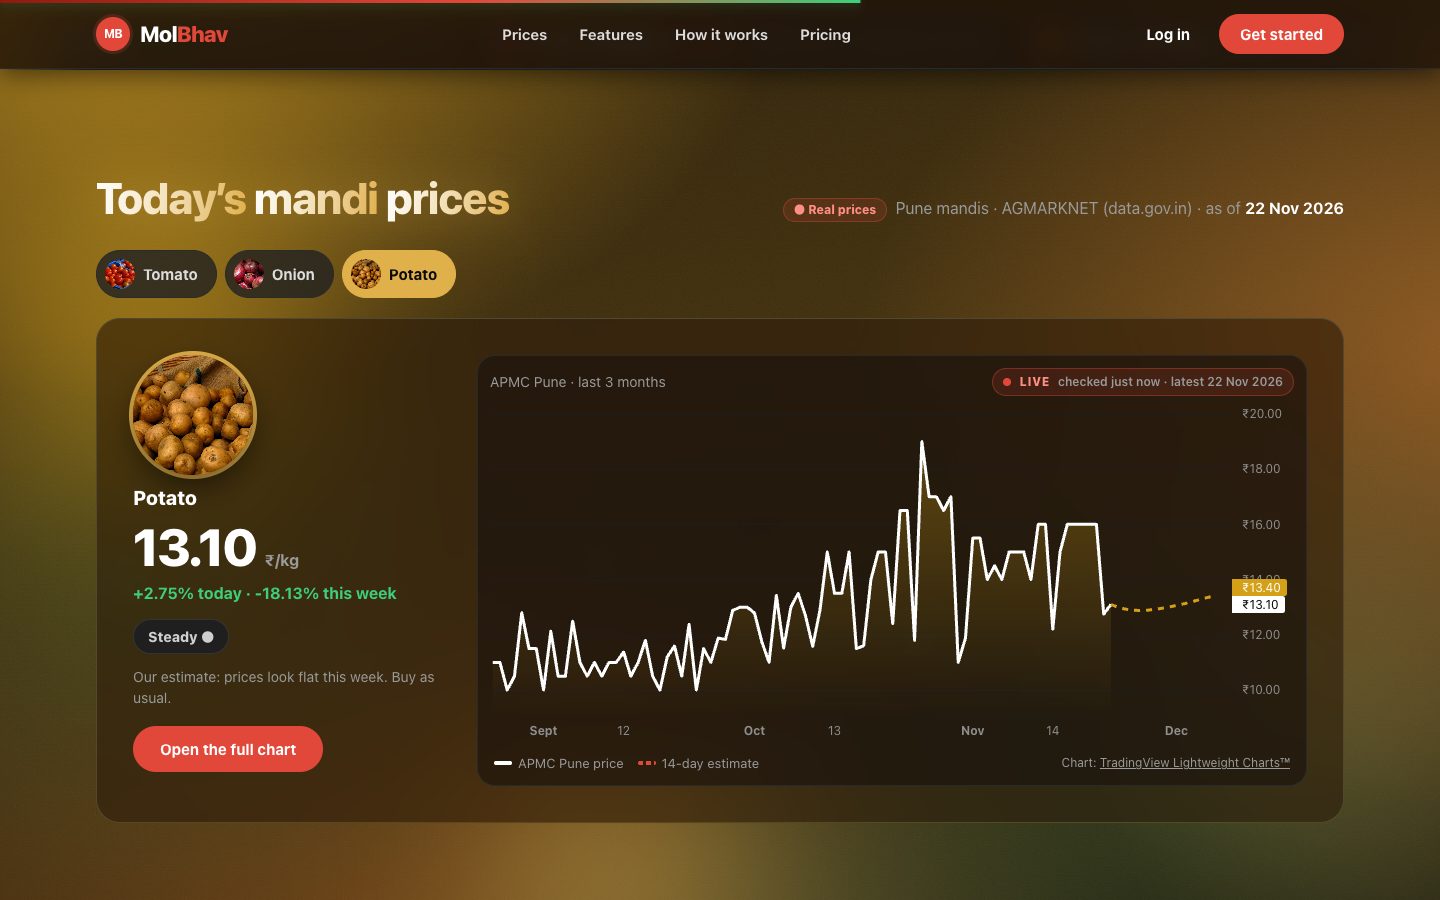 MB MolBhav Prices Features How it works Pricing Log in Get started
Today's mandi prices
Real prices Pune mandis · AGMARKNET (data.gov.in) · as of 22 Nov 2026
Tomato Onion Potato
APMC Pune · last 3 months
LIVE checked just now · latest 22 Nov 2026
Potato
13.10 ₹/kg
+2.75% today · -18.13% this week
Steady
Our estimate: prices look flat this week. Buy as
usual.
Open the full chart
₹20.00
₹18.00
₹16.00
₹13.40
₹13.10
₹12.00
₹10.00
Sept 12 Oct 13 Nov 14 Dec
APMC Pune price 14-day estimate
Chart: TradingView Lightweight Charts™